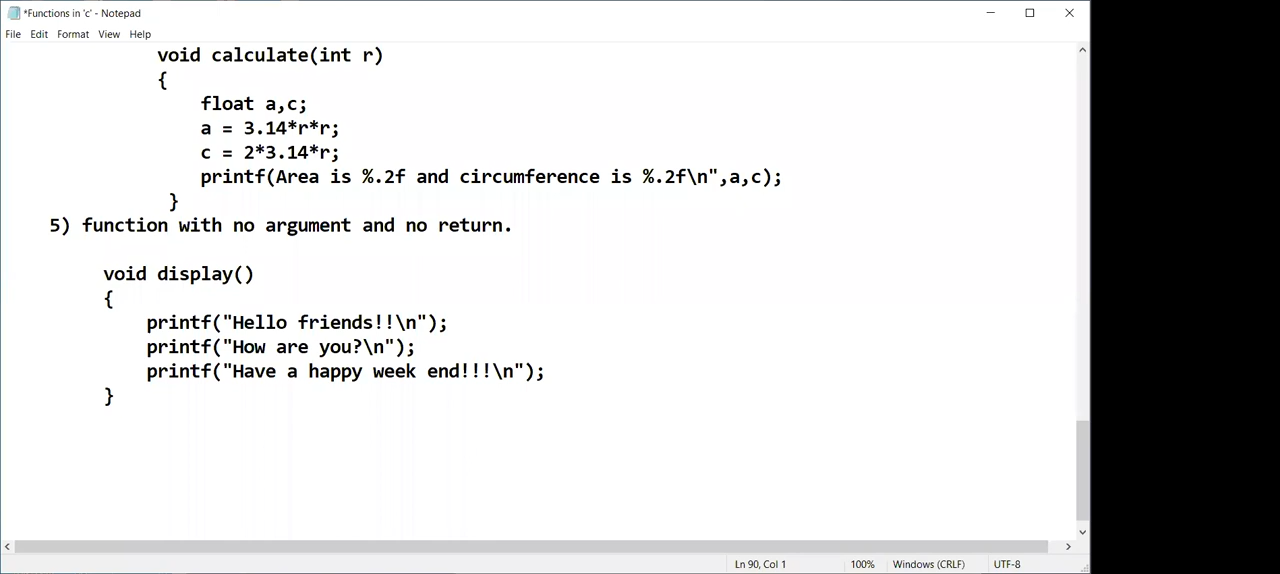 *Functions in 'c' - Notepad
File Edit Format View Help
void calculate(int r)
{
float a,c;
a = 3.14*r*r;
c = 2*3.14*r;
printf(Area is %.2f and circumference is %.2f\n",a,c);
}
5) function with no argument and no return.
void display()
{
printf("Hello friends!!\n");
printf("How are you?\n");
printf("Have a happy week end!!!\n");
}
Ln 90, Col 1 100% Windows (CRLF) UTF-8